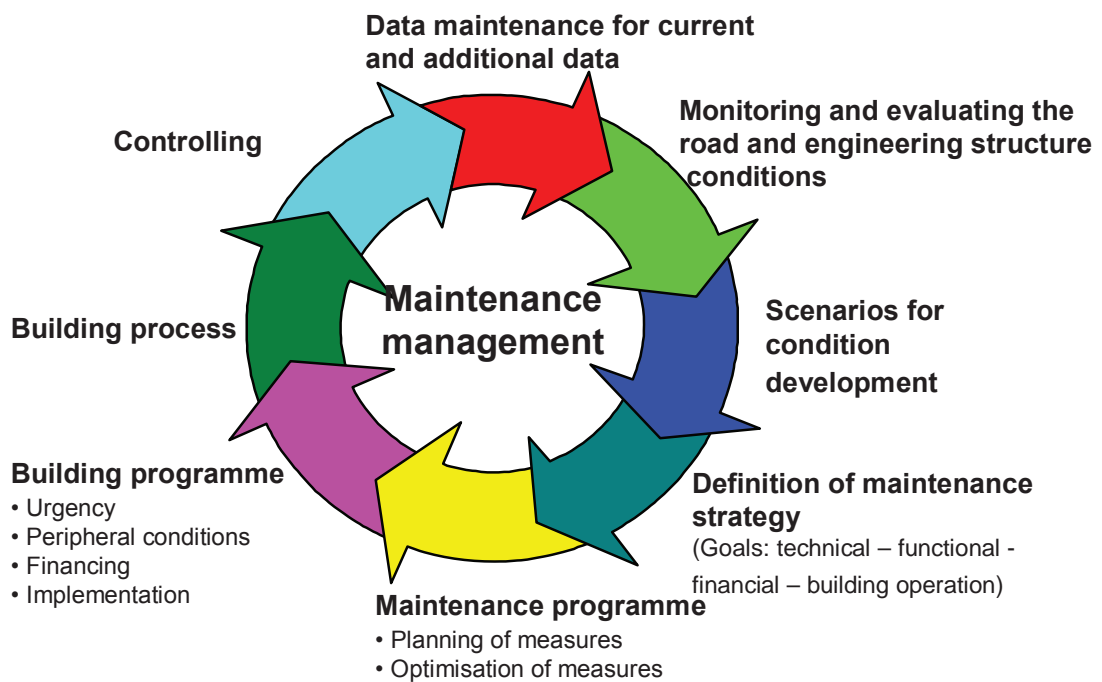 Data maintenance for current
and additional data
Monitoring and evaluating the
road and engineering structure
conditions
Scenarios for
condition
development
Definition of maintenance
strategy
(Goals: technical – functional -
financial – building operation)
Maintenance programme
• Planning of measures
• Optimisation of measures
Building programme
• Urgency
• Peripheral conditions
• Financing
• Implementation
Building process
Controlling
Maintenance
management